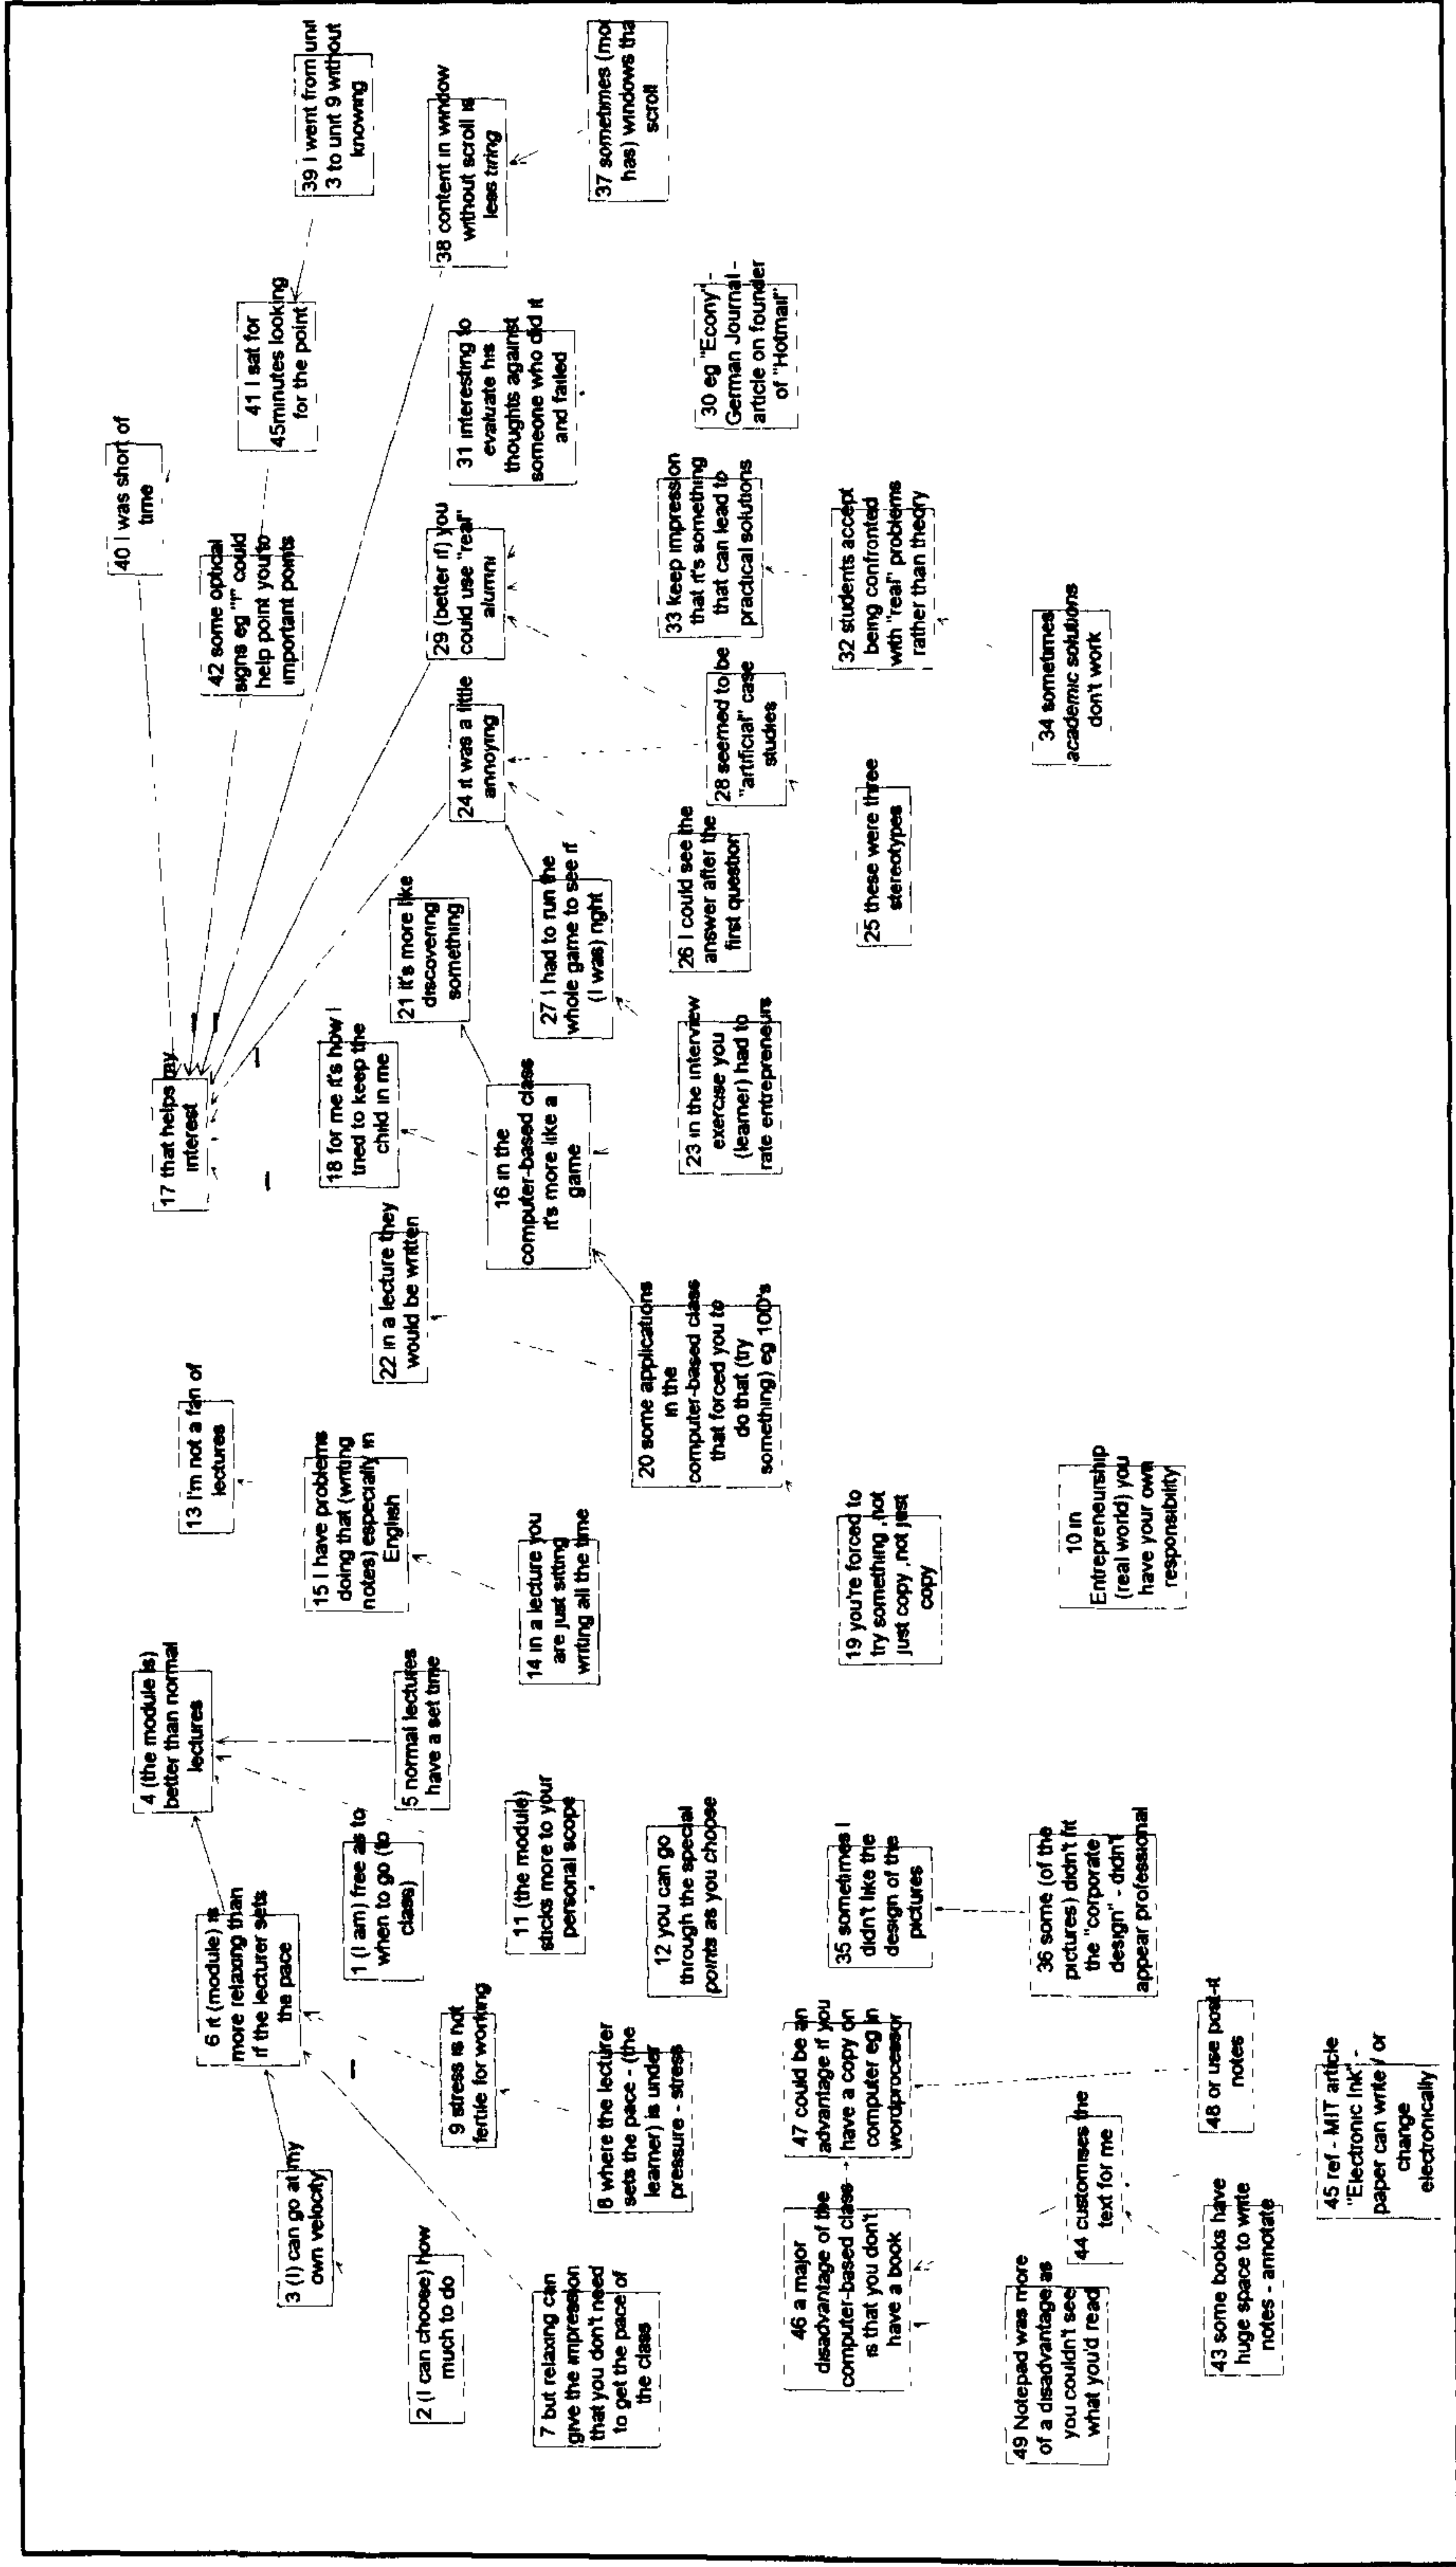 4 (the module is)
better than normal
lectures
40 I was short of
time
17 that helps my
interest
13 I'm not a fan of
lectures
6 it (module) is
more relaxing than
if the lecturer sets
the pace
42 some optical
signs eg "!" could
help point you to
important points
41 I sat for
45minutes looking
for the point
3 (I) can go at my
own velocity
39 I went from unit
3 to unit 9 without
knowing
15 I have problems
doing that (writing
notes) especially in
English
18 for me it's how I
tried to keep the
child in me
1 (I am) free as to
when to go (to
class)
22 in a lecture they
would be written
5 normal lectures
have a set time
21 it's more like
discovering
something
2 (I can choose) how
much to do
38 content in window
without scroll is
less tiring
9 stress is not
fertile for working
24 it was a little
annoying
29 (better if) you
could use "real"
alumni
31 interesting to
evaluate his
thoughts against
someone who did it
and failed
16 in the
computer-based class
it's more like a
game
11 (the module)
sticks more to your
personal scope
14 in a lecture you
are just sitting
writing all the time
7 but relaxing can
give the impression
that you don't need
to get the pace of
the class
27 I had to run the
whole game to see if
(I was) right
8 where the lecturer
sets the pace - (the
learner) is under
pressure - stress
37 sometimes (mor
has) windows tha
scroll
20 some applications
in the
computer-based class
that forced you to
do that (try
something) eg 10D's
12 you can go
through the special
points as you choose
33 keep impression
that it's something
that can lead to
practical solutions
26 I could see the
answer after the
first question
23 in the interview
exercise you
(learner) had to
rate entrepreneurs
30 eg "Econy" -
German Journal -
article on founder
of "Hotmail"
28 seemed to be
"artificial" case
studies
46 a major
disadvantage of the
computer-based class
is that you don't
have a book
47 could be an
advantage if you
have a copy on
computer eg in
wordprocessor
35 sometimes I
didn't like the
design of the
pictures
19 you're forced to
try something ,not
just copy ,not just
copy
32 students accept
being confronted
with "real" problems
rather than theory
25 these were three
stereotypes
49 Notepad was more
of a disadvantage as
you couldn't see
what you'd read
44 customises the
text for me
36 some (of the
pictures) didn't fit
the "corporate
design" - didn't
appear professional
10 in
Entrepreneurship
(real world) you
have your own
responsibility
34 sometimes
academic solutions
don't work
43 some books have
huge space to write
notes - annotate
48 or use post-it
notes
45 ref - MIT article
"Electronic Ink" -
paper can write / or
change
electronically